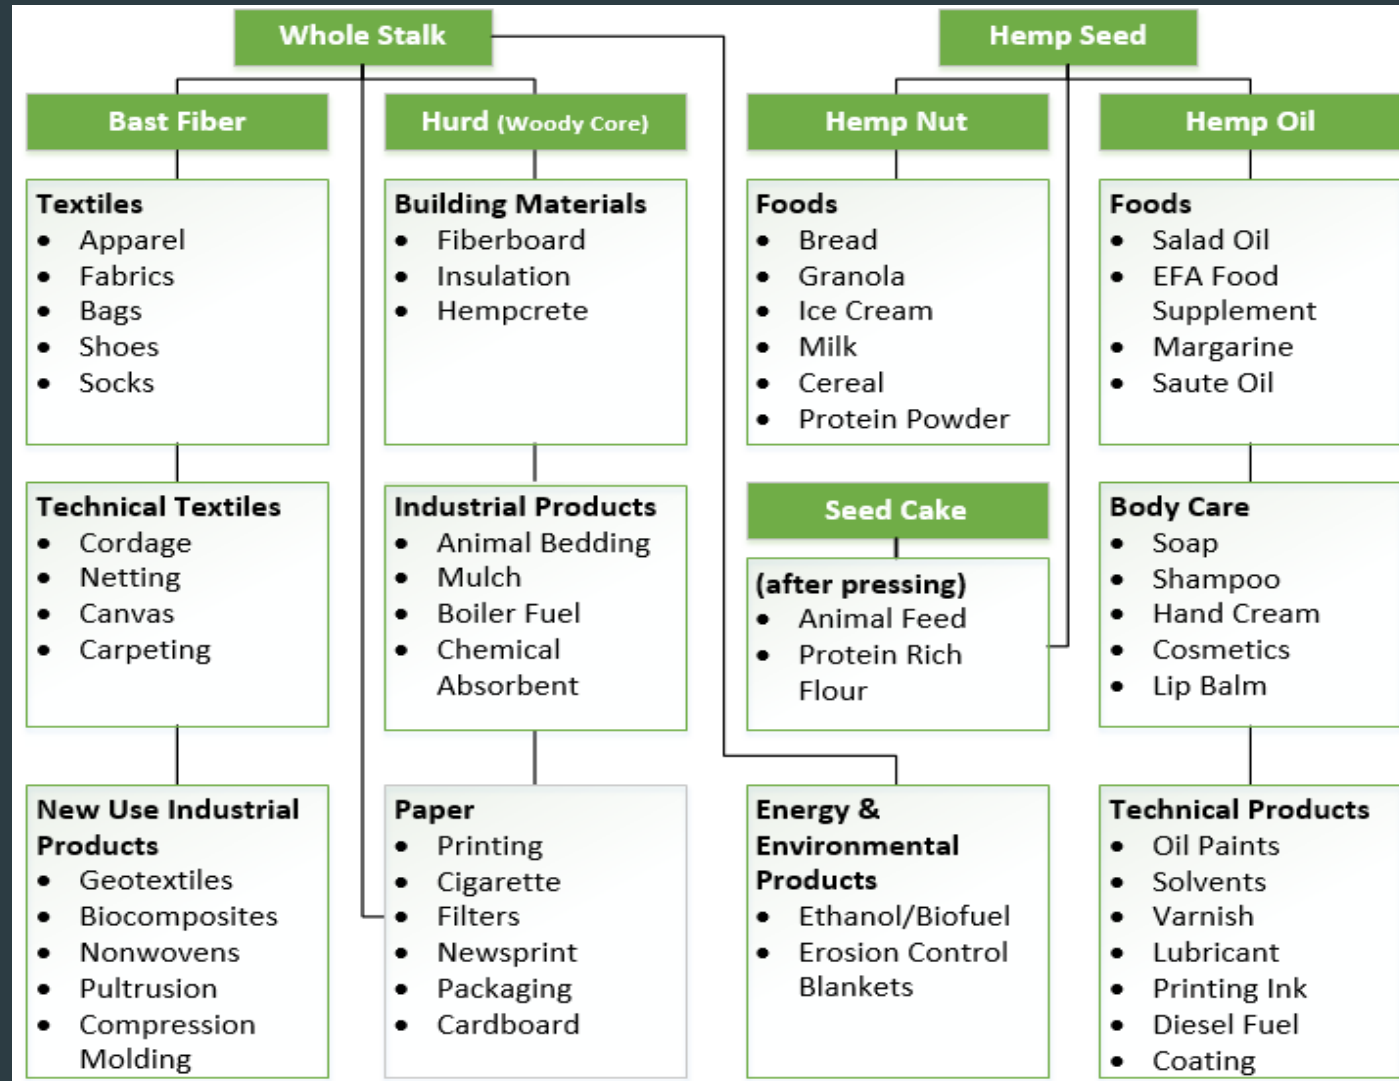 Whole Stalk
Bast Fiber
Textiles
• Apparel
• Fabrics
• Bags
• Shoes
• Socks
Technical Textiles
• Cordage
• Netting
• Canvas
• Carpeting
New Use Industrial
Products
• Geotextiles
• Biocomposites
• Nonwovens
• Pultrusion
• Compression
Molding
Hurd (Woody Core)
Building Materials
• Fiberboard
• Insulation
• Hempcrete
Industrial Products
• Animal Bedding
• Mulch
• Boiler Fuel
• Chemical
Absorbent
Paper
• Printing
• Cigarette
• Filters
• Newsprint
• Packaging
• Cardboard
Hemp Seed
Hemp Nut
Foods
• Bread
• Granola
• Ice Cream
• Milk
• Cereal
• Protein Powder
Seed Cake
(after pressing)
• Animal Feed
• Protein Rich
Flour
Energy &
Environmental
Products
• Ethanol/Biofuel
• Erosion Control
Blankets
Hemp Oil
Foods
• Salad Oil
• EFA Food
Supplement
• Margarine
• Saute Oil
Body Care
• Soap
• Shampoo
• Hand Cream
• Cosmetics
• Lip Balm
Technical Products
• Oil Paints
• Solvents
• Varnish
• Lubricant
• Printing Ink
• Diesel Fuel
• Coating